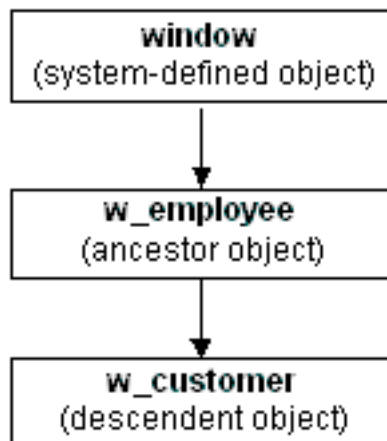 window
(system-defined object)
w_employee
(ancestor object)
w_customer
(descendent object)